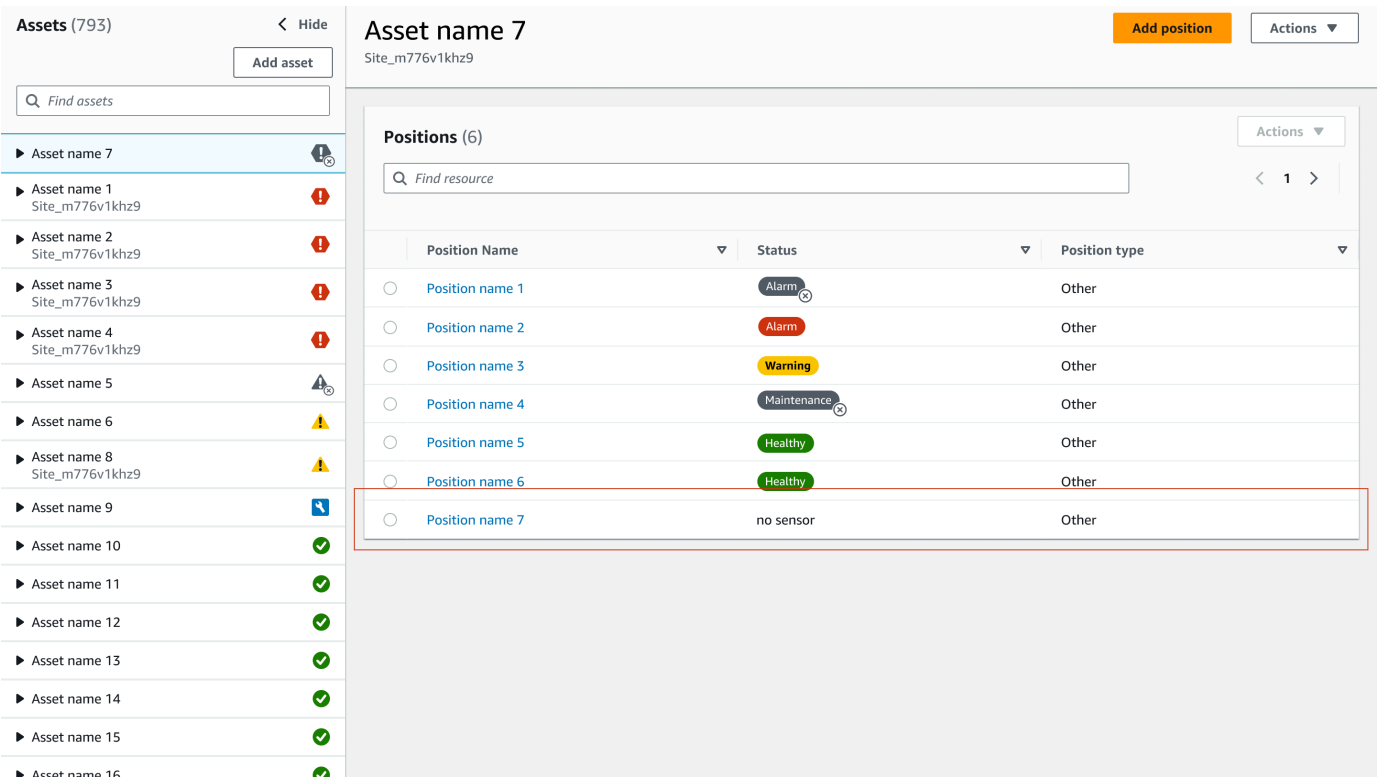 Assets (793)
Hide
Add asset
Find assets
Asset name 7
Asset name 1
Site_m776v1khz9
Asset name 2
Site_m776v1khz9
Asset name 3
Site_m776v1khz9
Asset name 4
Site_m776v1khz9
Asset name 5
Asset name 6
Asset name 8
Site_m776v1khz9
Asset name 9
Asset name 10
Asset name 11
Asset name 12
Asset name 13
Asset name 14
Asset name 15
Asset name 16
Asset name 7
Site_m776v1khz9
Add position
Actions
Positions (6)
Actions
Find resource
1
Position Name Status Position type
Position name 1 Alarm Other
Position name 2 Alarm Other
Position name 3 Warning Other
Position name 4 Maintenance Other
Position name 5 Healthy Other
Position name 6 Healthy Other
Position name 7 no sensor Other